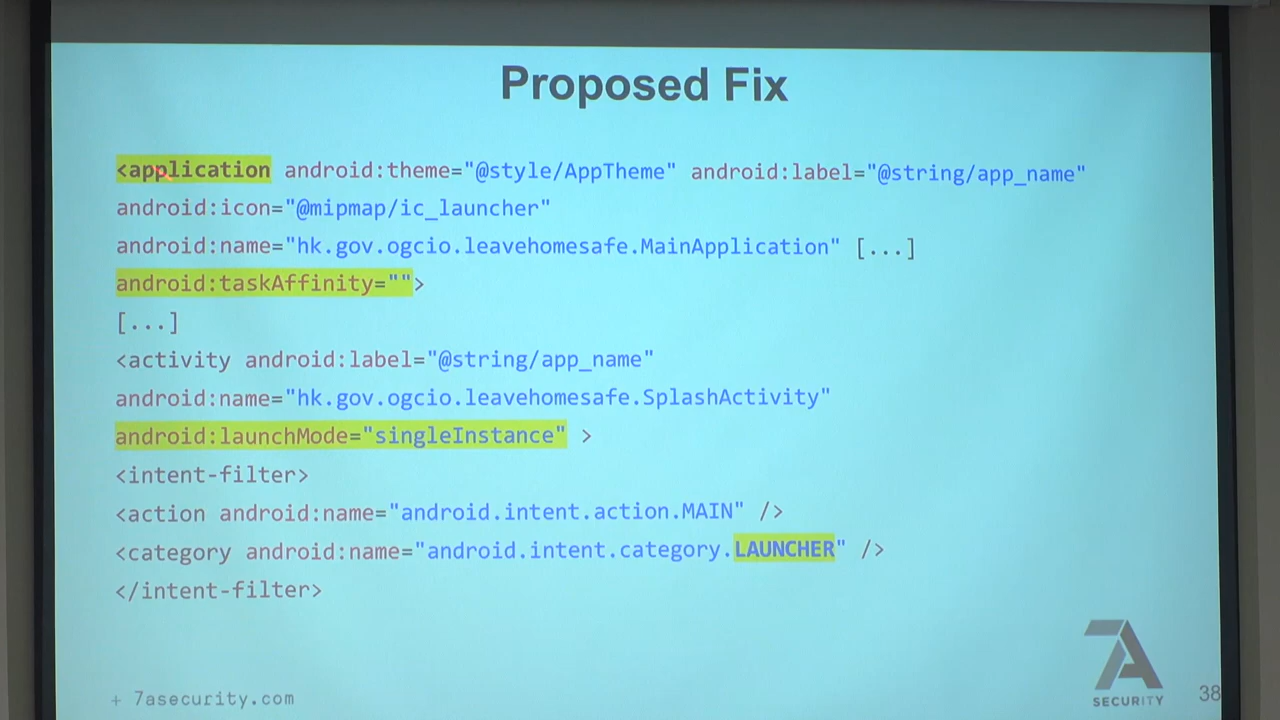 Proposed Fix
<application android:theme="@style/AppTheme" android:label="@string/app_name"
android:icon="@mipmap/ic_launcher"
android:name="hk.gov.ogcio.leavehomesafe.MainApplication" [...]
android:taskAffinity="">
[...]
<activity android:label="@string/app_name"
android:name="hk.gov.ogcio.leavehomesafe.SplashActivity"
android:launchMode="singleInstance" >
<intent-filter>
<action android:name="android.intent.action.MAIN" />
<category android:name="android.intent.category.LAUNCHER" />
</intent-filter>
+ 7asecurity.com
7A
SECURITY
38